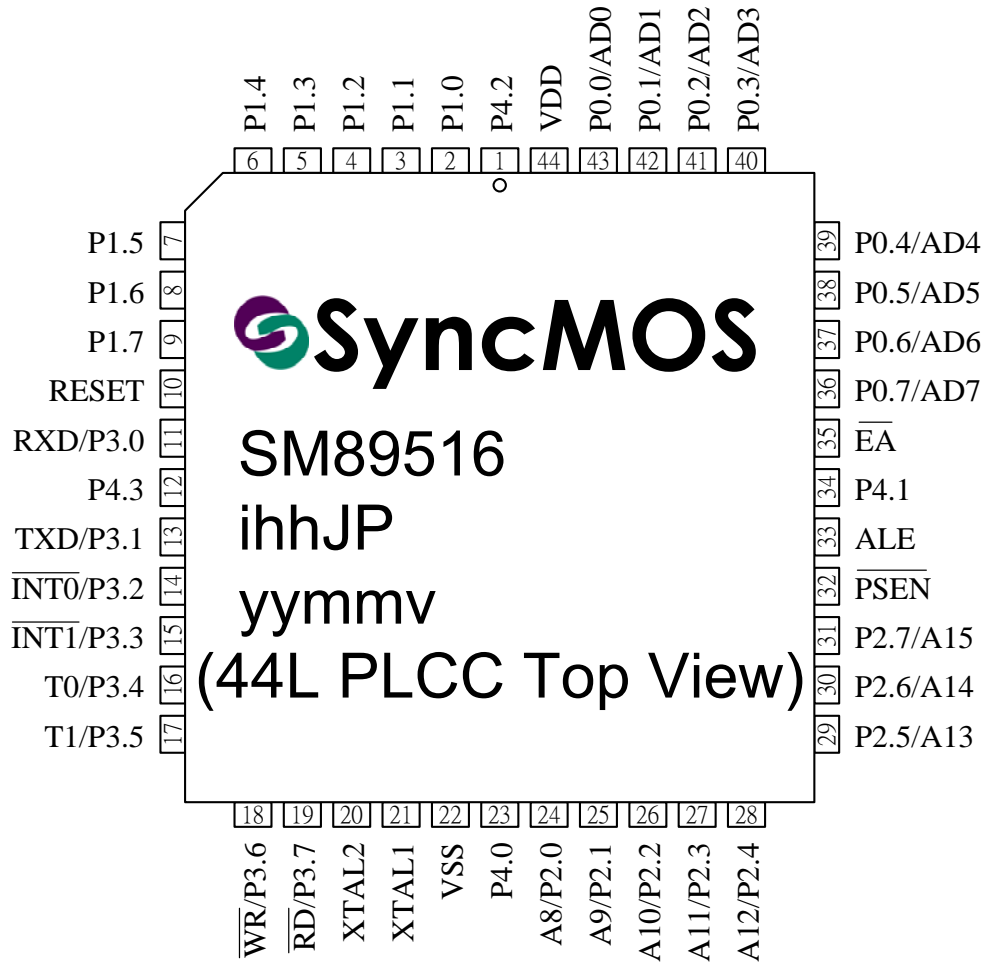 P1.4
P1.3
P1.2
P1.1
P1.0
P4.2
VDD
P0.0/AD0
P0.1/AD1
P0.2/AD2
P0.3/AD3
6 5 4 3 2 1 44 43 42 41 40
P1.5 7
P1.6 8
P1.7 9
RESET 10
RXD/P3.0 11
P4.3 12
TXD/P3.1 13
I̅N̅T̅0̅/P3.2 14
I̅N̅T̅1̅/P3.3 15
T0/P3.4 16
T1/P3.5 17
SyncMOS
SM89516
ihhJP
yymmv
(44L PLCC Top View)
39 P0.4/AD4
38 P0.5/AD5
37 P0.6/AD6
36 P0.7/AD7
35 E̅A̅
34 P4.1
33 ALE
32 P̅S̅E̅N̅
31 P2.7/A15
30 P2.6/A14
29 P2.5/A13
18 19 20 21 22 23 24 25 26 27 28
W̅R̅/P3.6
R̅D̅/P3.7
XTAL2
XTAL1
VSS
P4.0
A8/P2.0
A9/P2.1
A10/P2.2
A11/P2.3
A12/P2.4